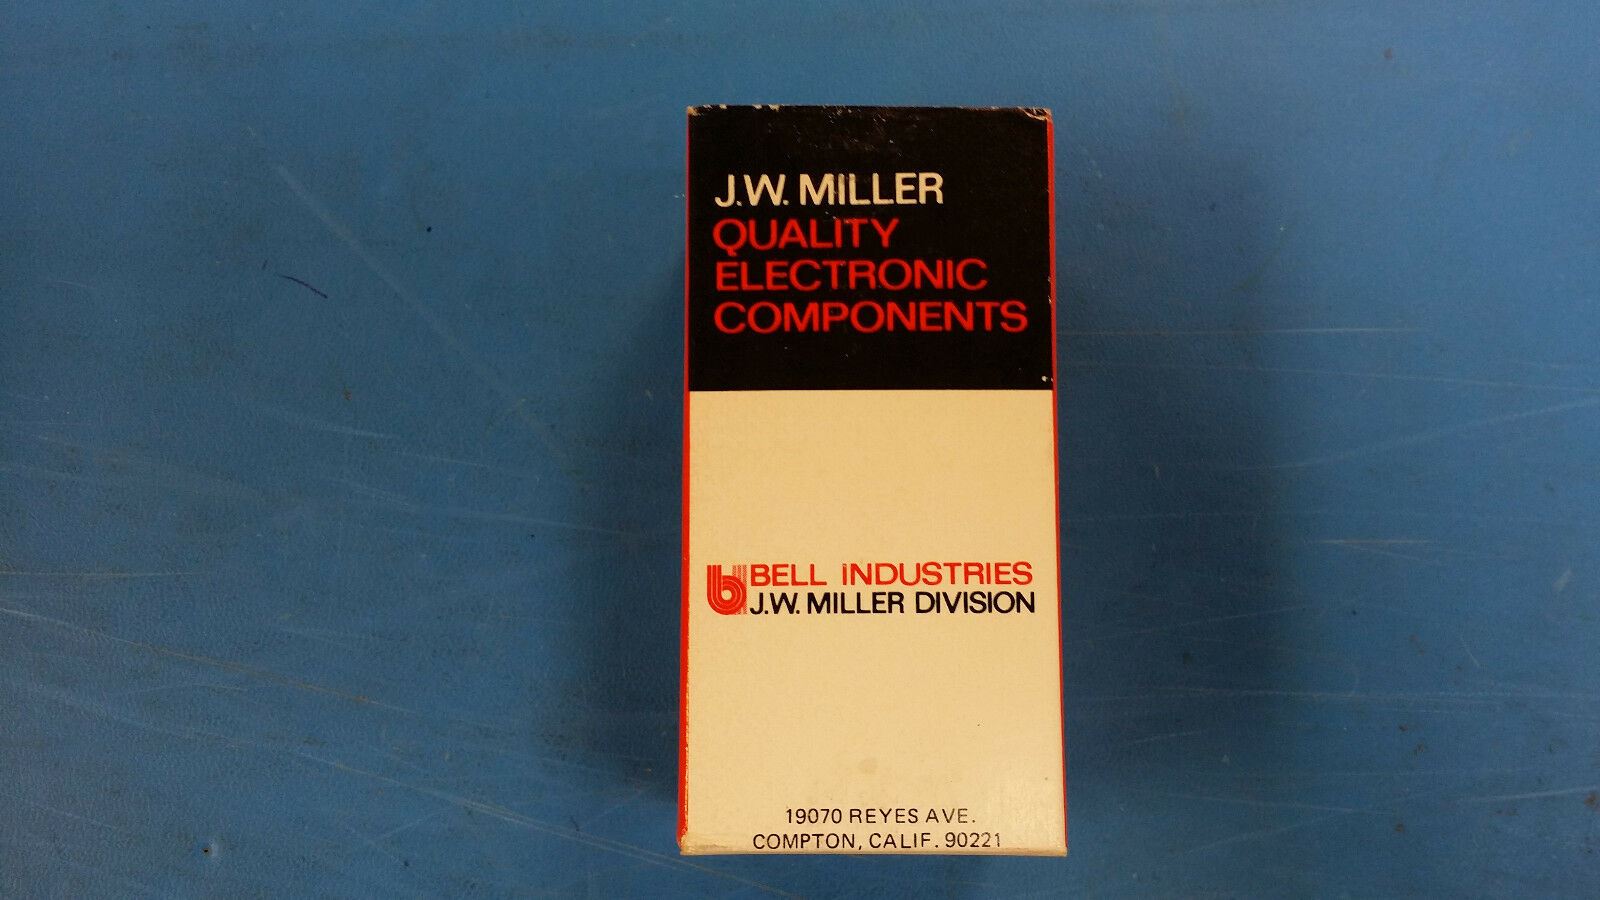 J.W. MILLER
QUALITY
ELECTRONIC
COMPONENTS
b BELL INDUSTRIES
J.W. MILLER DIVISION
19070 REYES AVE.
COMPTON, CALIF. 90221